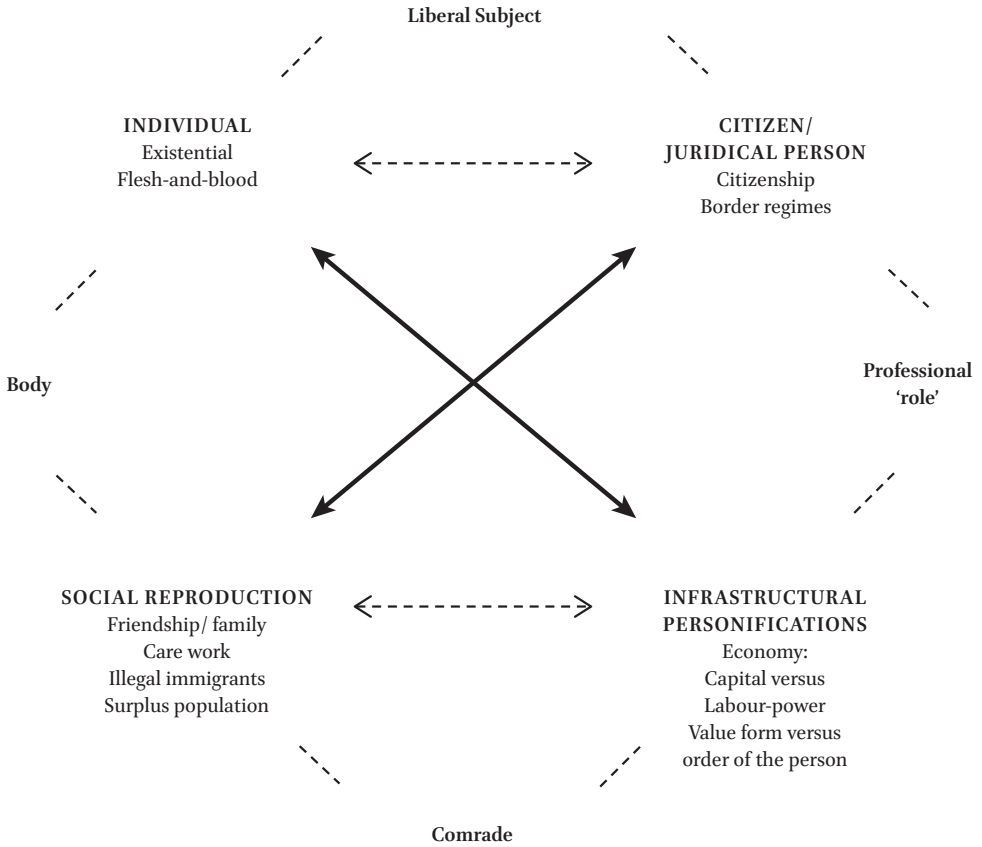 Liberal Subject
INDIVIDUAL
Existential
Flesh-and-blood
CITIZEN/
JURIDICAL PERSON
Citizenship
Border regimes
Body
Professional
‘role’
SOCIAL REPRODUCTION
Friendship/ family
Care work
Illegal immigrants
Surplus population
INFRASTRUCTURAL
PERSONIFICATIONS
Economy:
Capital versus
Labour-power
Value form versus
order of the person
Comrade